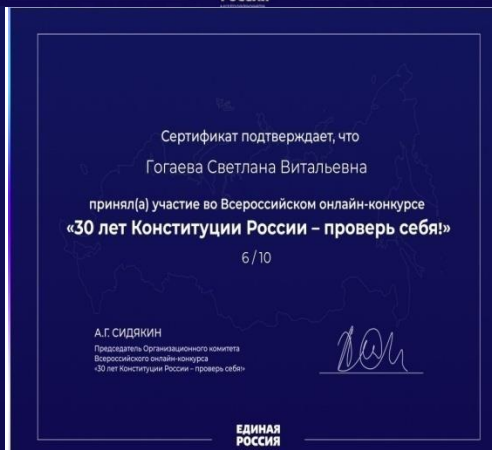 РОССИЯ
Сертификат подтверждает, что
Гогаева Светлана Витальевна
принял(а) участие во Всероссийском онлайн-конкурсе
«30 лет Конституции России – проверь себя!»
6/10
А.Г. СИДЯКИН
Председатель Организационного комитета
Всероссийского онлайн-конкурса
«30 лет Конституции России – проверь себя!»
ЕДИНАЯ
РОССИЯ